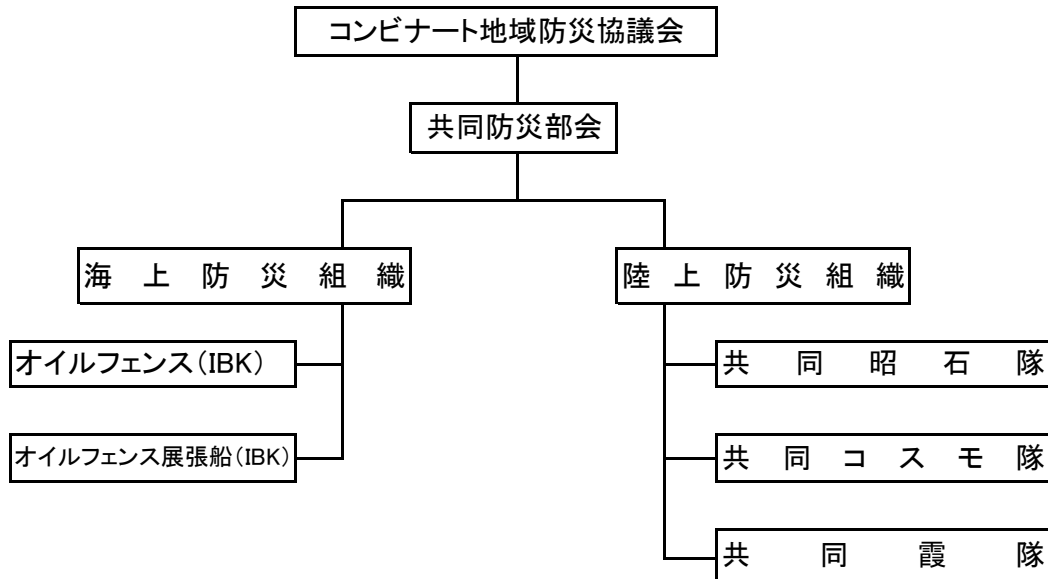 コンビナート地域防災協議会
共同防災部会
海上防災組織
陸上防災組織
オイルフェンス(IBK)
共同昭石隊
オイルフェンス展張船(IBK)
共同コスモ隊
共同霞隊